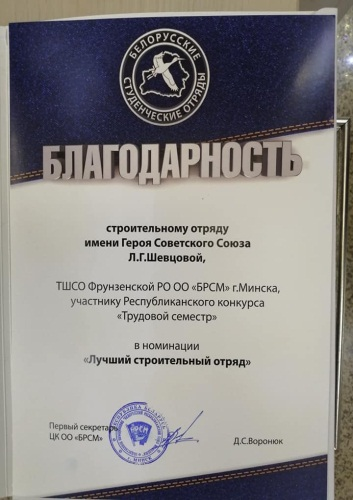 БЕЛОРУССКИЕ
СТУДЕНЧЕСКИЕ ОТРЯДЫ
БЛАГОДАРНОСТЬ
строительному отряду
имени Героя Советского Союза
Л.Г.Шевцовой,
ТШСО Фрунзенской РО ОО «БРСМ» г.Минска,
участнику Республиканского конкурса
«Трудовой семестр»
в номинации
«Лучший строительный отряд»
Первый секретарь
ЦК ОО «БРСМ»
БРСМ
Д.С.Воронюк